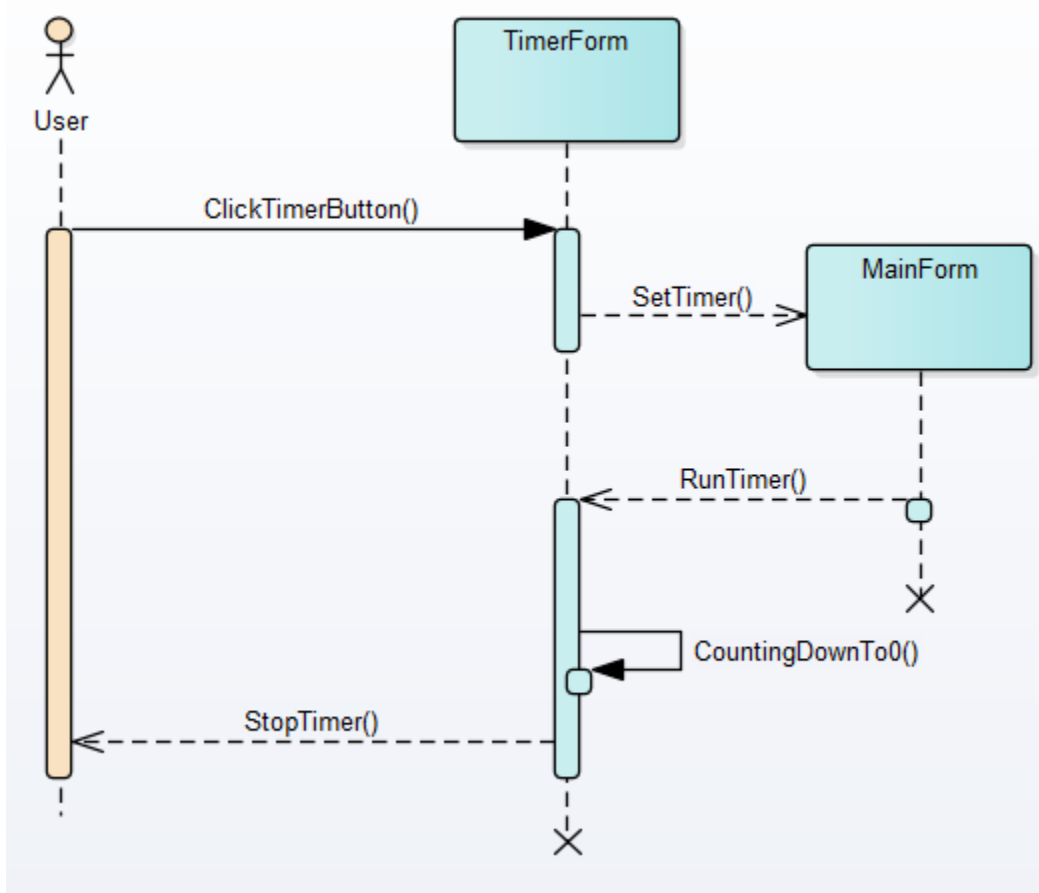 TimerForm
User
ClickTimerButton()
MainForm
SetTimer()
RunTimer()
CountingDownTo0()
StopTimer()